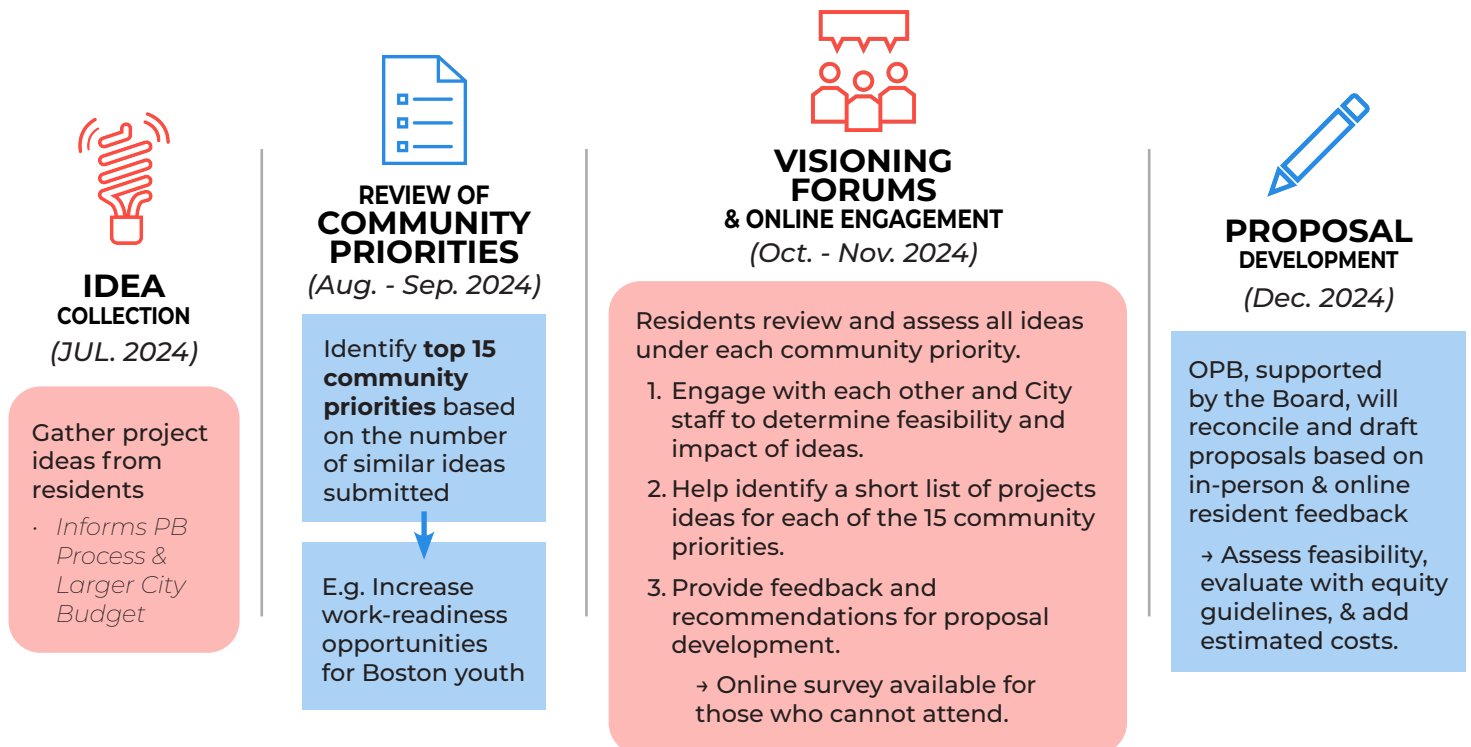 IDEA
COLLECTION
(JUL. 2024)
Gather project
ideas from
residents
· Informs PB
Process &
Larger City
Budget
REVIEW OF
COMMUNITY
PRIORITIES
(Aug. - Sep. 2024)
Identify top 15
community
priorities based
on the number
of similar ideas
submitted
E.g. Increase
work-readiness
opportunities
for Boston youth
VISIONING
FORUMS
& ONLINE ENGAGEMENT
(Oct. - Nov. 2024)
Residents review and assess all ideas
under each community priority.
1. Engage with each other and City
staff to determine feasibility and
impact of ideas.
2. Help identify a short list of projects
ideas for each of the 15 community
priorities.
3. Provide feedback and
recommendations for proposal
development.
→ Online survey available for
those who cannot attend.
PROPOSAL
DEVELOPMENT
(Dec. 2024)
OPB, supported
by the Board, will
reconcile and draft
proposals based on
in-person & online
resident feedback
→ Assess feasibility,
evaluate with equity
guidelines, & add
estimated costs.